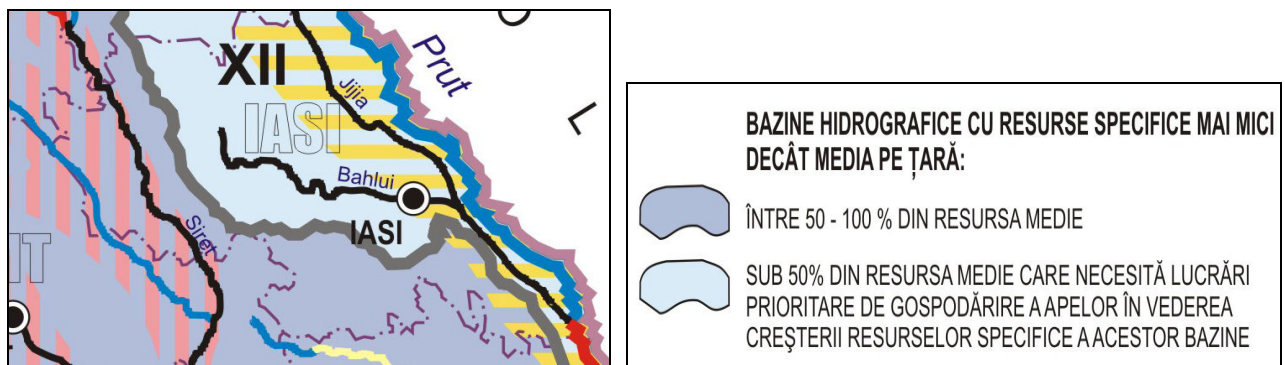 XII
Prut
Jijia
IASI
Bahlui
IASI
Siret
L
BAZINE HIDROGRAFICE CU RESURSE SPECIFICE MAI MICI
DECÂT MEDIA PE ȚARĂ:
ÎNTRE 50 - 100 % DIN RESURSA MEDIE
SUB 50% DIN RESURSA MEDIE CARE NECESITĂ LUCRĂRI
PRIORITARE DE GOSPODĂRIRE A APELOR ÎN VEDEREA
CREŞTERII RESURSELOR SPECIFICE A ACESTOR BAZINE